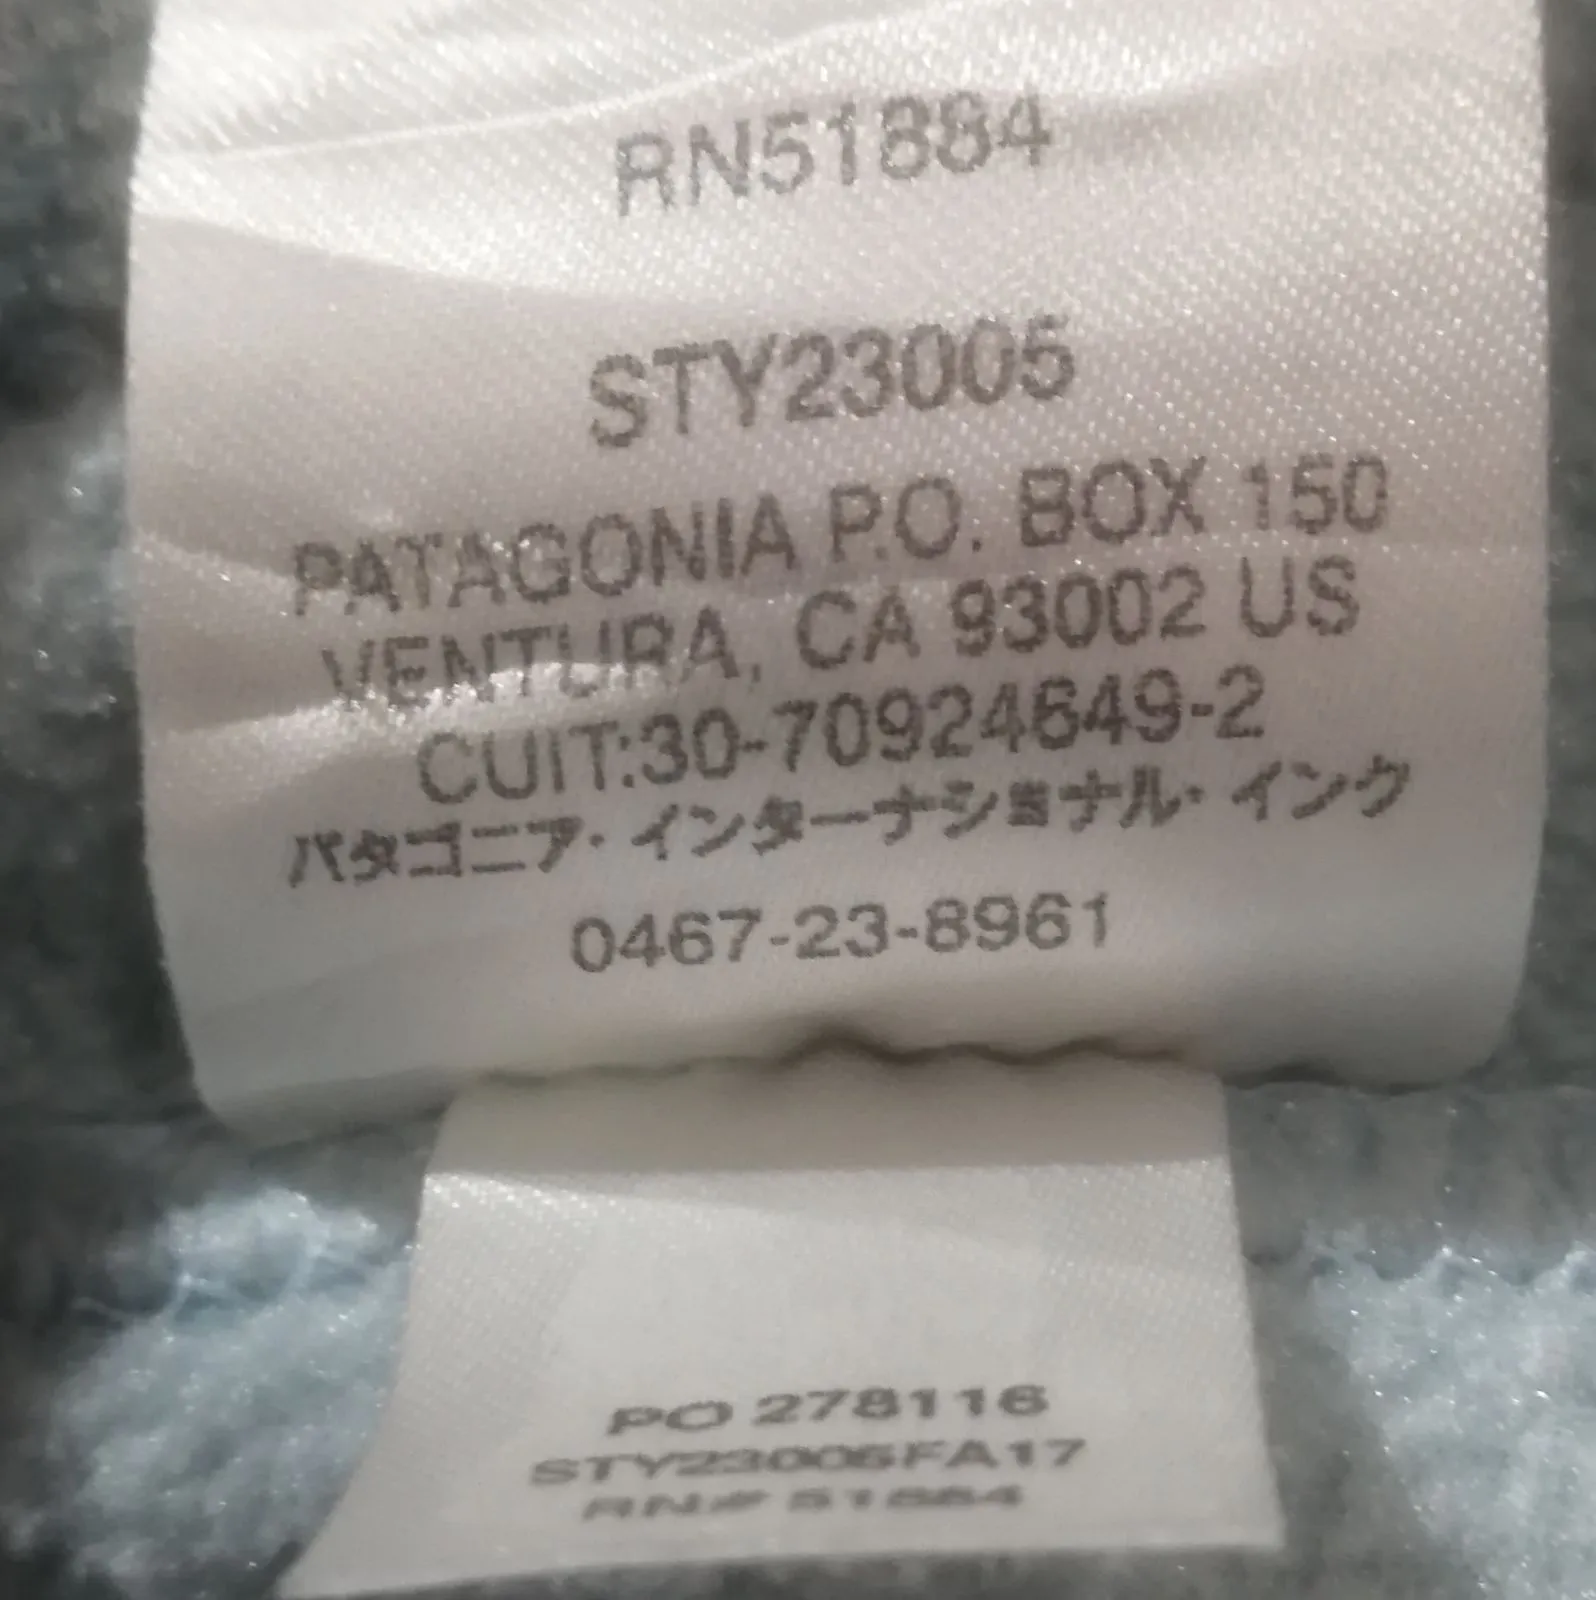 RN51884
STY23005
PATAGONIA P.O. BOX 150
VENTURA, CA 93002 US
CUIT:30-70924649-2
パタゴニア・インターナショナル・インク
0467-23-8961
PO 278116
STY23005FA17
RN# 51884